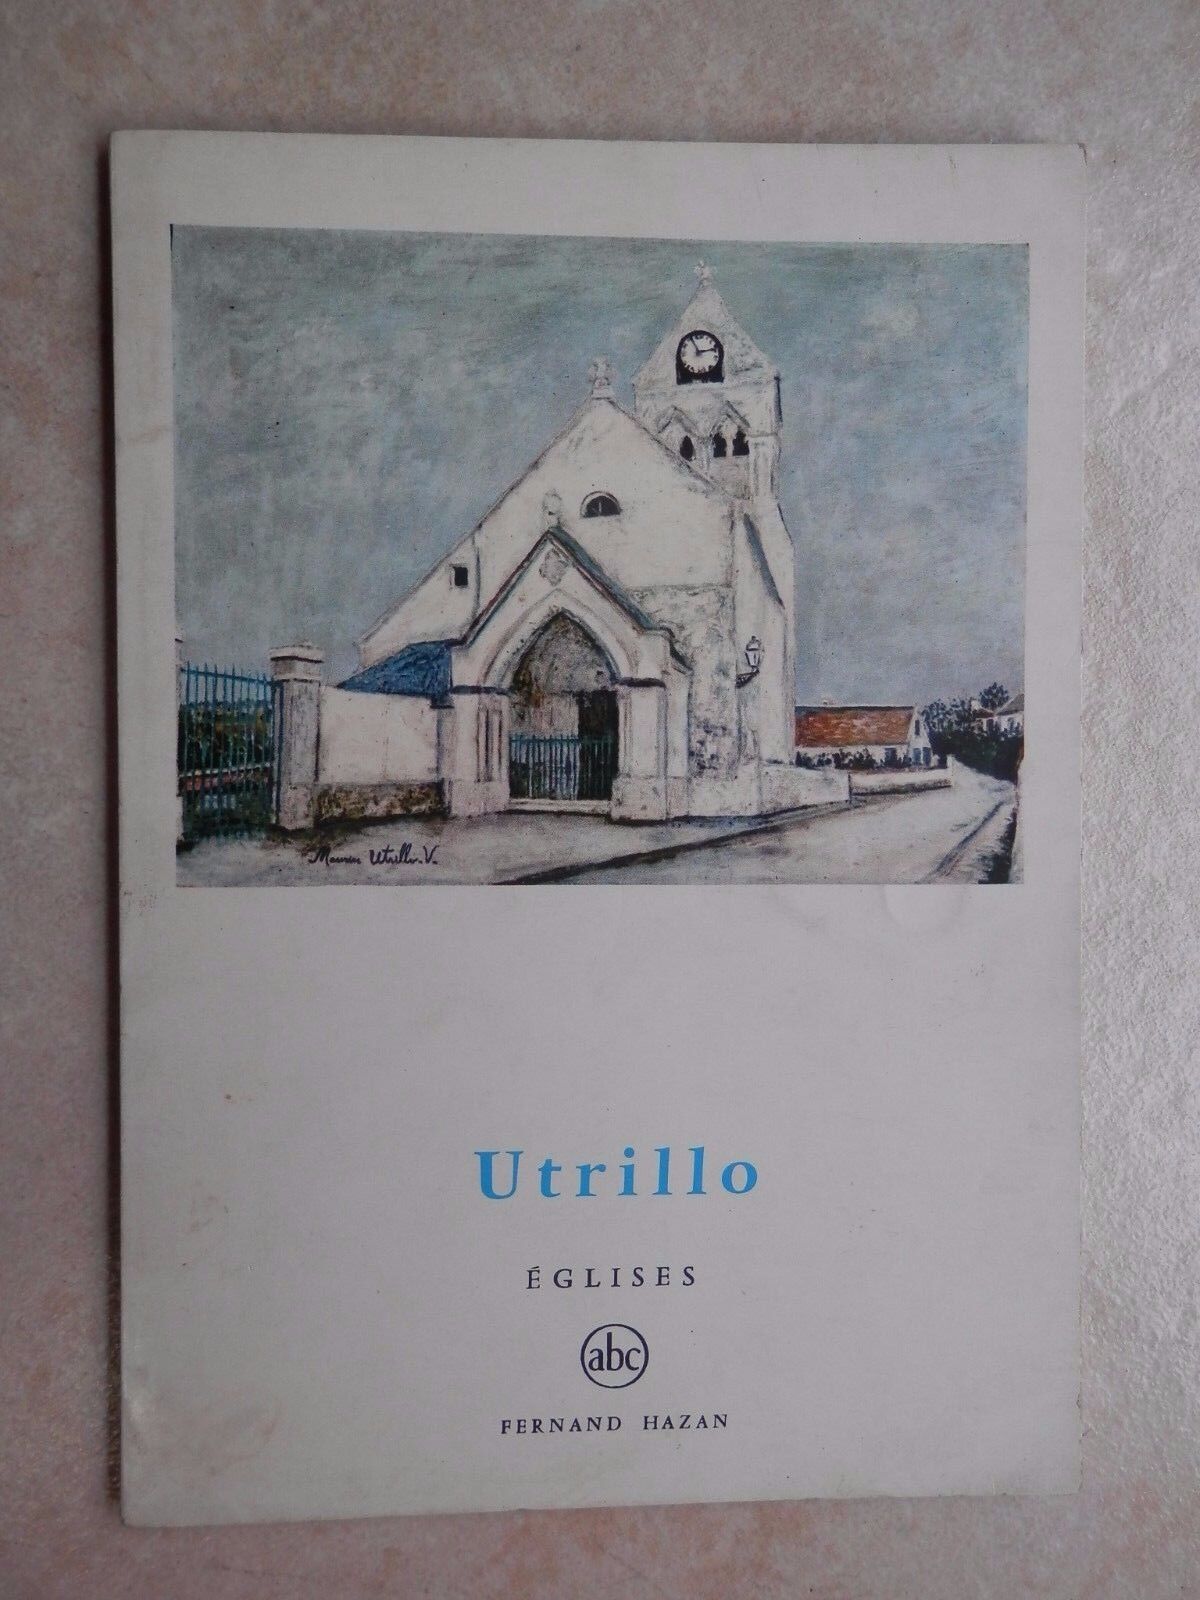 Maurice Utrillo. V.
Utrillo
ÉGLISES
abc
FERNAND HAZAN